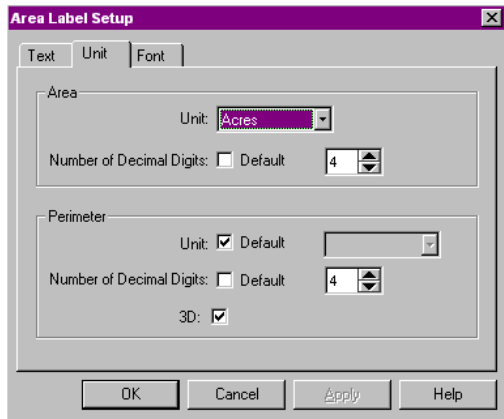 Area Label Setup
Text Unit Font
Area
Unit: Acres
Number of Decimal Digits: Default 4
Perimeter
Unit: Default
Number of Decimal Digits: Default 4
3D:
OK Cancel Apply Help